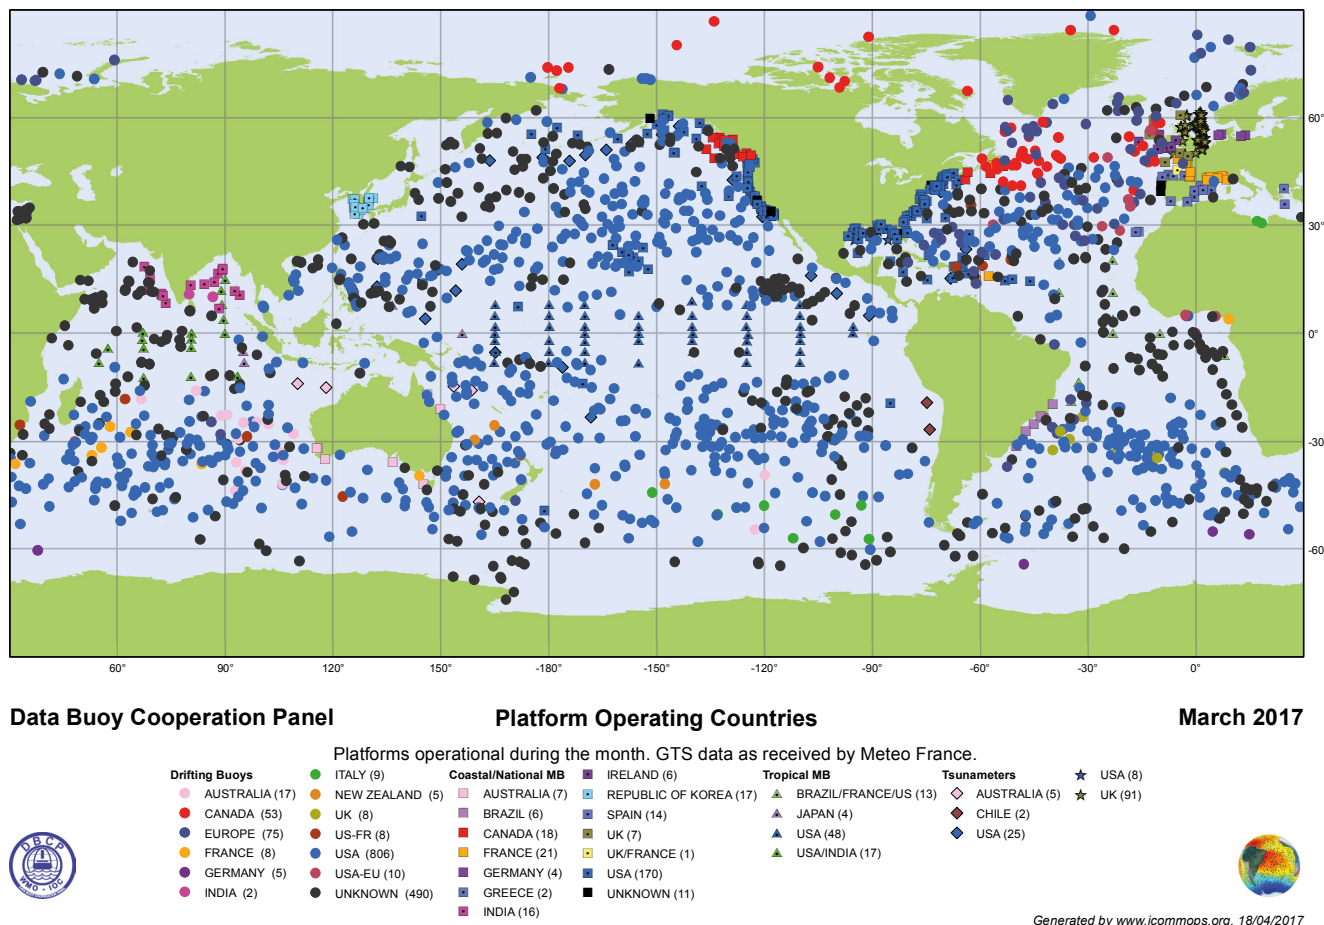 60°
30°
0°
-30
-60
60°
90°
120°
150°
-180°
-150°
-120°
-90°
-60°
-30°
0°
Data Buoy Cooperation Panel
Platform Operating Countries
March 2017
Platforms operational during the month. GTS data as received by Meteo France.
Drifting Buoys
AUSTRALIA (17)
CANADA (53)
EUROPE (75)
FRANCE (8)
GERMANY (5)
INDIA (2)
ITALY (9)
NEW ZEALAND (5)
UK (8)
US-FR (8)
USA (806)
USA-EU (10)
UNKNOWN (490)
Coastal/National MB
AUSTRALIA (7)
BRAZIL (6)
CANADA (18)
FRANCE (21)
GERMANY (4)
GREECE (2)
INDIA (16)
IRELAND (6)
REPUBLIC OF KOREA (17)
SPAIN (14)
UK (7)
UK/FRANCE (1)
USA (170)
UNKNOWN (11)
Tropical MB
BRAZIL/FRANCE/US (13)
JAPAN (4)
USA (48)
USA/INDIA (17)
Tsunameters
AUSTRALIA (5)
CHILE (2)
USA (25)
USA (8)
UK (91)
DBCP
WMO - IOC
Generated by www.jcommops.org, 18/04/2017